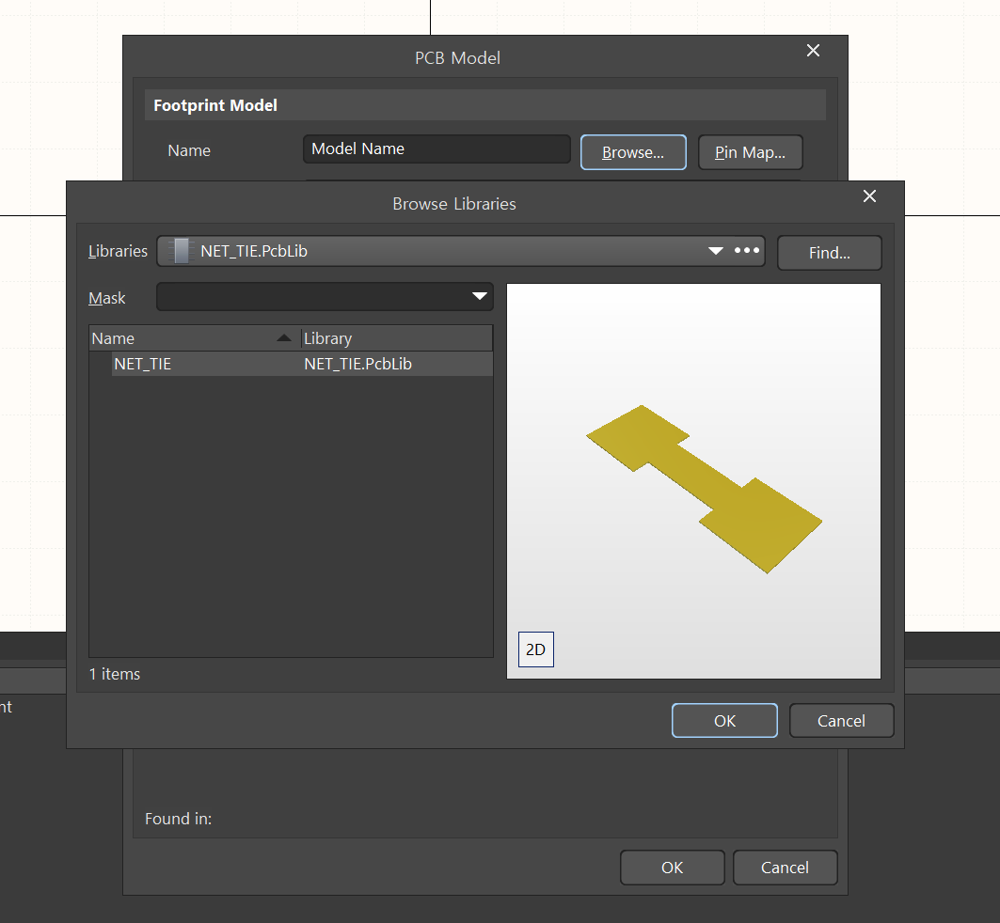 PCB Model
Footprint Model
Name Model Name Browse... Pin Map...
Browse Libraries
Libraries NET_TIE.PcbLib Find...
Mask
Name Library
NET_TIE NET_TIE.PcbLib
2D
1 items
nt
OK Cancel
Found in:
OK Cancel